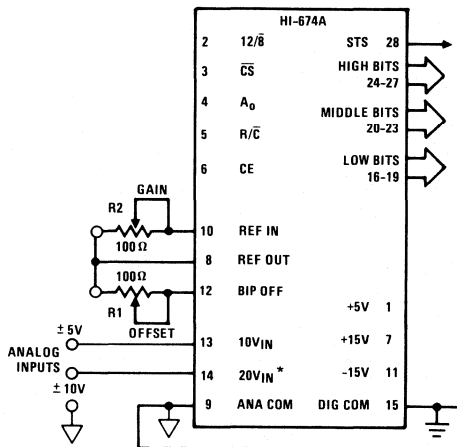 HI-674A
2 12/8̅ STS 28
3 C̅S̅ HIGH BITS
24-27
4 A₀ MIDDLE BITS
20-23
5 R/C̅
LOW BITS
16-19
6 CE
GAIN
R2
100Ω
10 REF IN
8 REF OUT
100Ω
12 BIP OFF
R1
OFFSET
+5V 1
±5V
13 10VIN +15V 7
ANALOG
INPUTS
14 20VIN* -15V 11
±10V
9 ANA COM DIG COM 15